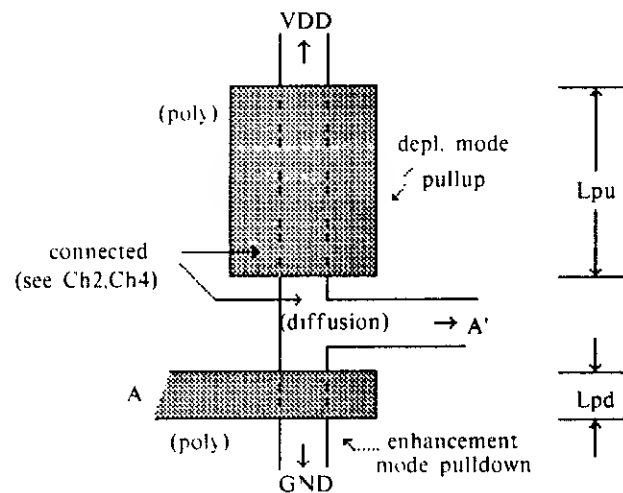 VDD
(poly)
depl. mode
pullup
Lpu
connected
(see Ch2,Ch4)
(diffusion)
A'
A
Lpd
(poly)
enhancement
mode pulldown
GND